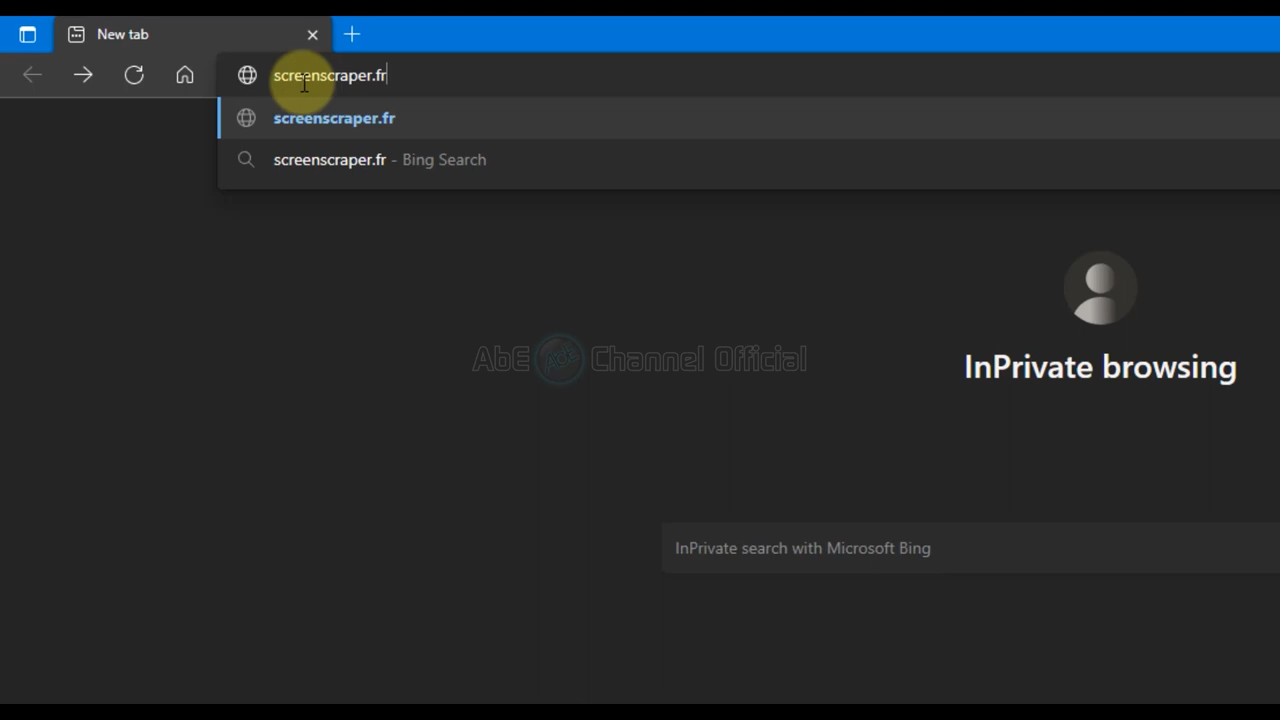 New tab
screenscraper.fr
screenscraper.fr
screenscraper.fr - Bing Search
AbE AbE Channel Official
InPrivate browsing
InPrivate search with Microsoft Bing